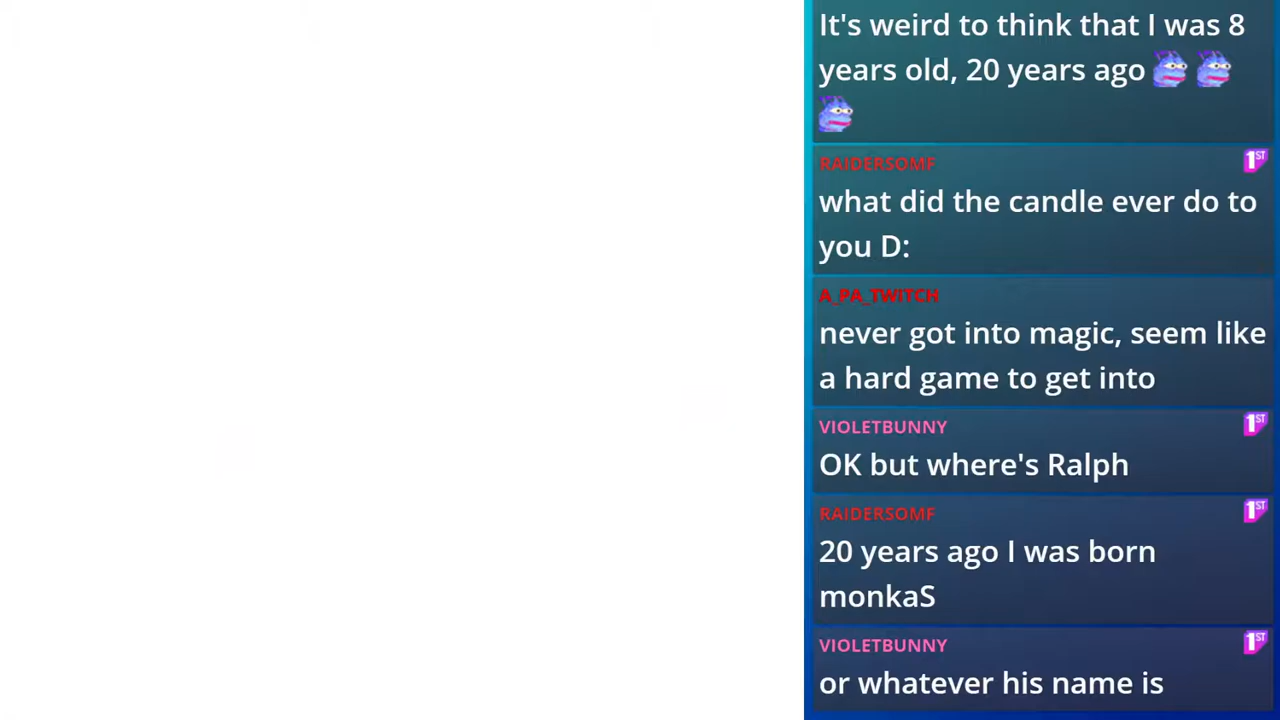 It's weird to think that I was 8
years old, 20 years ago
RAIDERSOMF 1ST
what did the candle ever do to
you D:
A_PA_TWITCH
never got into magic, seem like
a hard game to get into
VIOLETBUNNY 1ST
OK but where's Ralph
RAIDERSOMF 1ST
20 years ago I was born
monkaS
VIOLETBUNNY 1ST
or whatever his name is